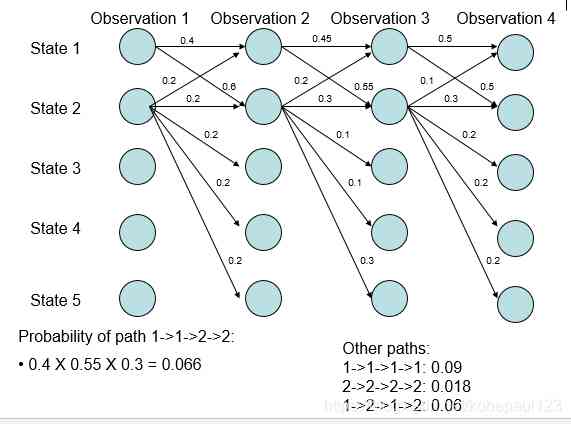 Observation 1 Observation 2 Observation 3 Observation 4
State 1
0.4 0.45 0.5
0.2 0.6 0.2 0.55 0.1 0.5
State 2
0.2 0.3 0.3
0.2 0.1 0.2
State 3
0.2 0.1 0.2
State 4
0.2 0.3 0.2
State 5
Probability of path 1->1->2->2:
• 0.4 X 0.55 X 0.3 = 0.066
Other paths:
1->1->1->1: 0.09
2->2->2->2: 0.018
1->2->1->2: 0.06